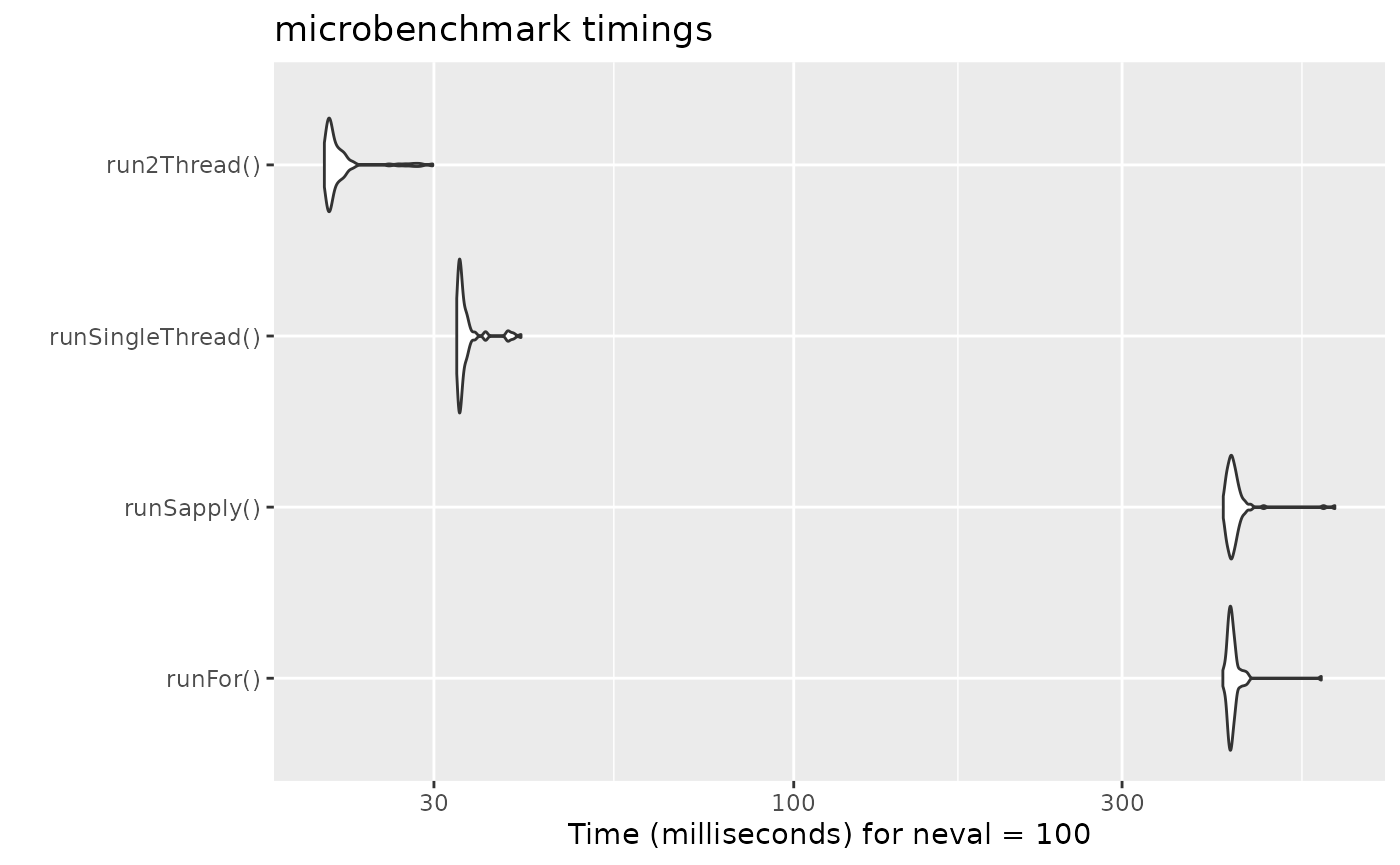 microbenchmark timings
run2Thread()
runSingleThread()
runSapply()
runFor()
30 100 300
Time (milliseconds) for neval = 100